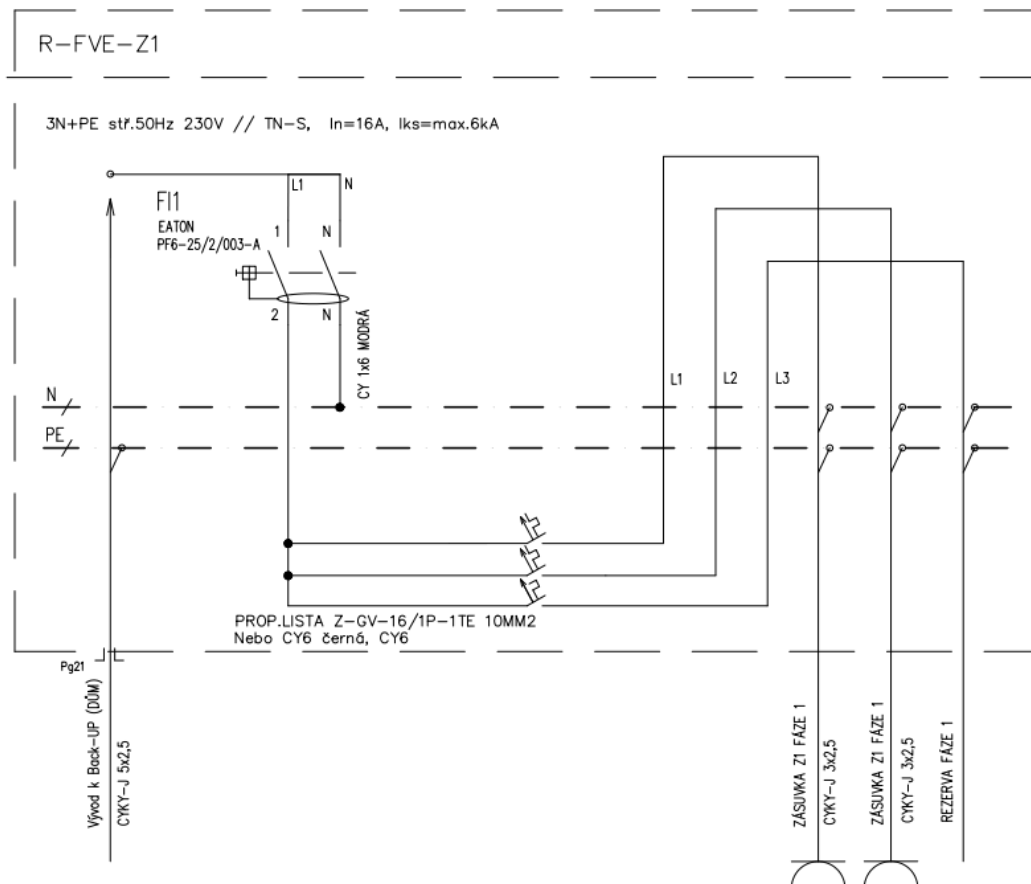 R-FVE-Z1
3N+PE stř.50Hz 230V // TN-S, In=16A, Iks=max.6kA
L1
N
FI1
EATON
PF6-25/2/003-A
1
N
2
N
CY 1x6 MODRÁ
L1
L2
L3
N
PE
PROP.LISTA Z-GV-16/1P-1TE 10MM2
Nebo CY6 černá, CY6
Pg21
Vývod k Back-UP (DŮM)
CYKY-J 5x2,5
ZÁSUVKA Z1 FÁZE 1
CYKY-J 3x2,5
ZÁSUVKA Z1 FÁZE 1
CYKY-J 3x2,5
REZERVA FÁZE 1